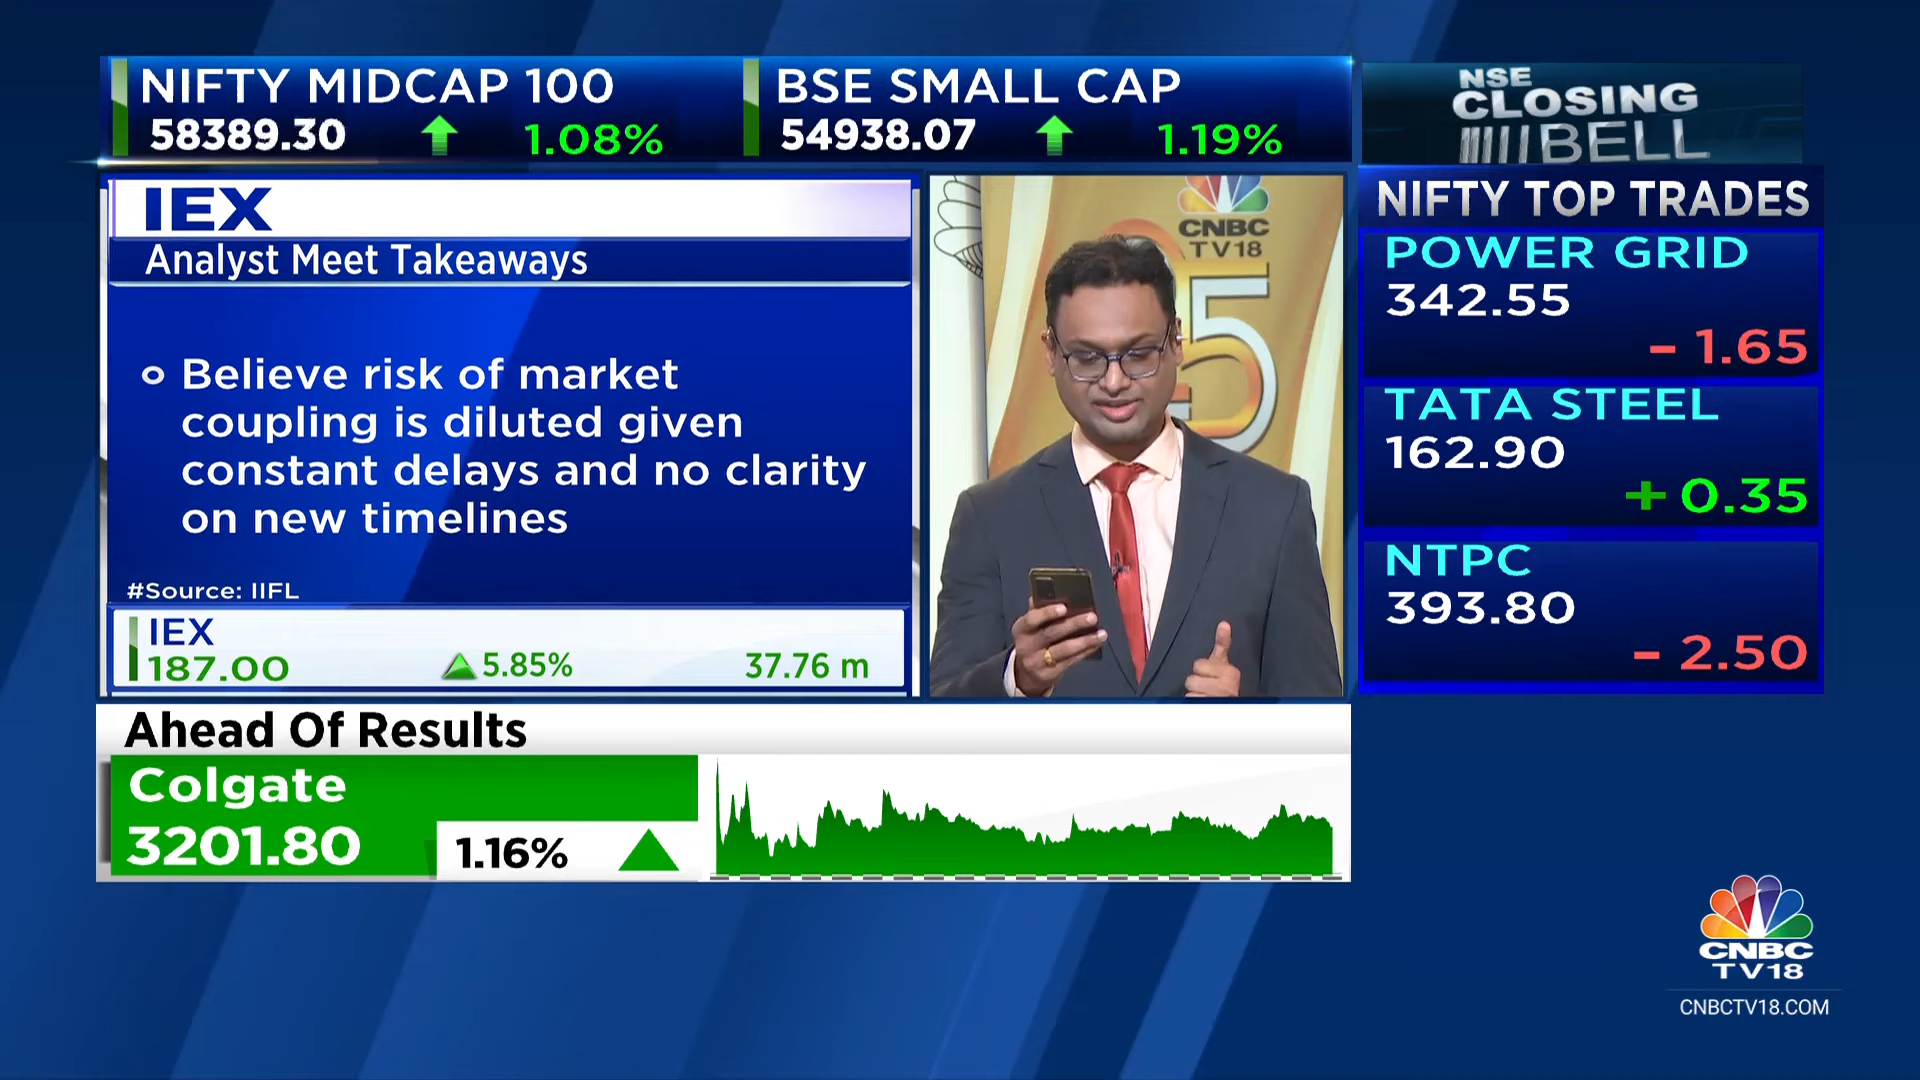 NIFTY MIDCAP 100
58389.30 1.08%
BSE SMALL CAP
54938.07 1.19%
NSE
CLOSING
BELL
IEX
Analyst Meet Takeaways
Believe risk of market
coupling is diluted given
constant delays and no clarity
on new timelines
#Source: IIFL
IEX
187.00 5.85% 37.76 m
CNBC
TV18
25
NIFTY TOP TRADES
POWER GRID
342.55
- 1.65
TATA STEEL
162.90
+ 0.35
NTPC
393.80
- 2.50
Ahead Of Results
Colgate
3201.80 1.16%
CNBC
TV18
CNBCTV18.COM